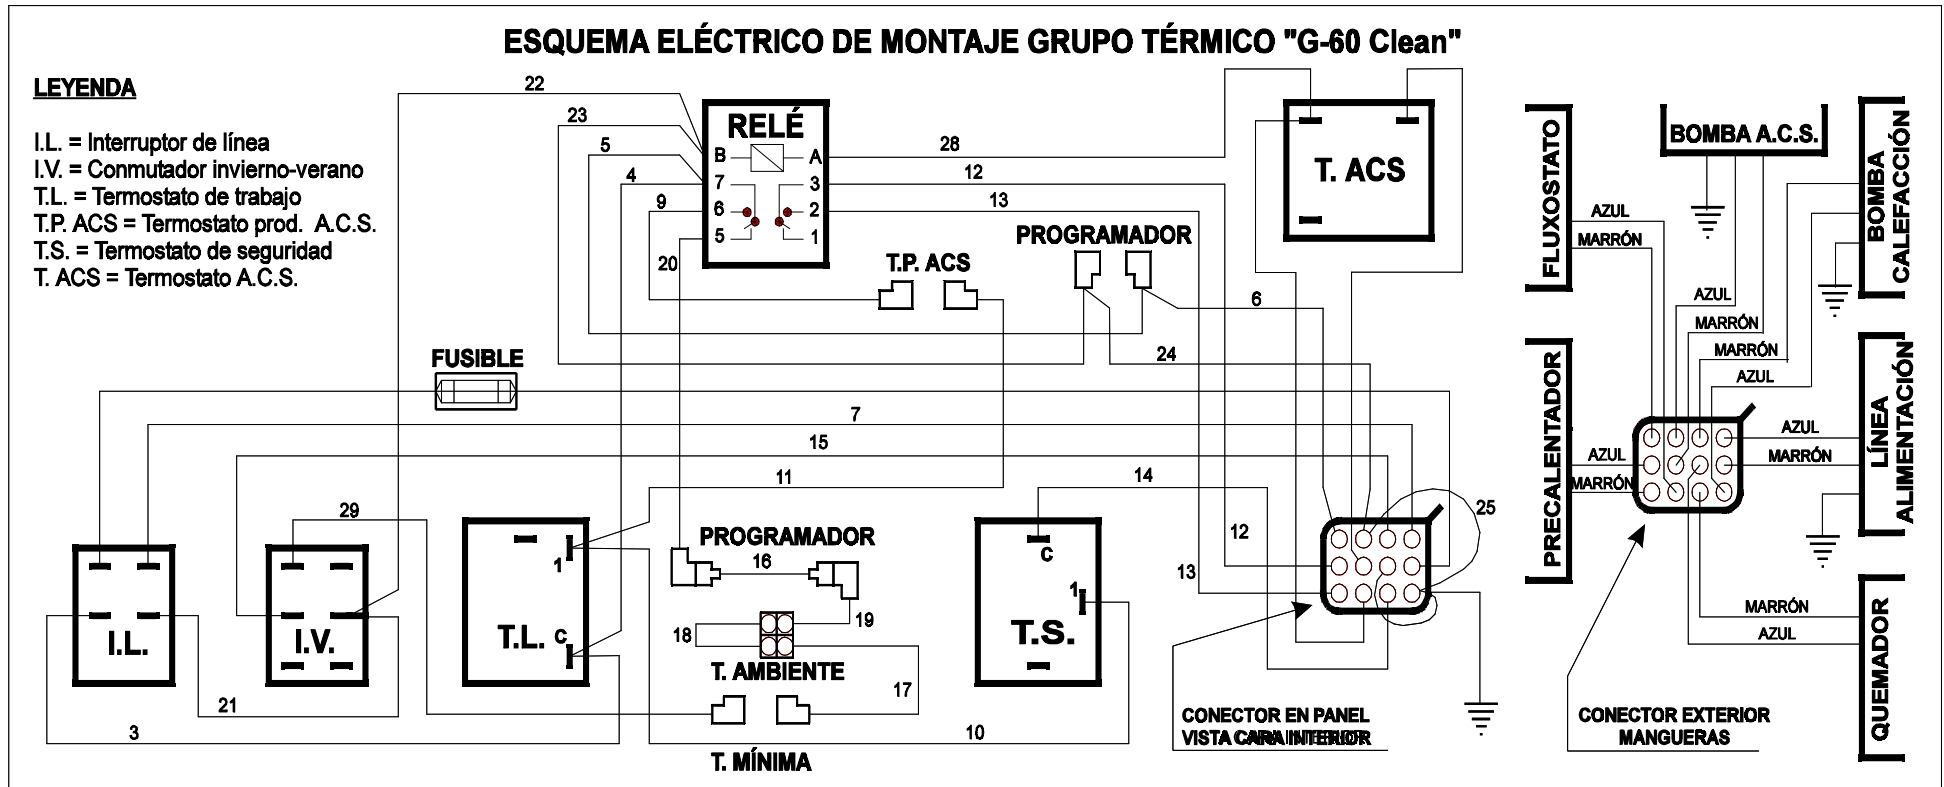 ESQUEMA ELÉCTRICO DE MONTAJE GRUPO TÉRMICO "G-60 Clean"
LEYENDA
I.L. = Interruptor de línea
I.V. = Conmutador invierno-verano
T.L. = Termostato de trabajo
T.P. ACS = Termostato prod. A.C.S.
T.S. = Termostato de seguridad
T. ACS = Termostato A.C.S.
22
23
5
4
9
20
RELÉ
B
A
7
3
6
2
5
1
28
12
13
T. ACS
PROGRAMADOR
T.P. ACS
6
24
FUSIBLE
7
15
11
14
29
25
12
13
I.L.
I.V.
T.L.
1
C
PROGRAMADOR
16
18
19
T. AMBIENTE
17
T. MÍNIMA
T.S.
C
1
21
3
10
CONECTOR EN PANEL
VISTA CARA INTERIOR
FLUXOSTATO
AZUL
MARRÓN
BOMBA A.C.S.
BOMBA
CALEFACCIÓN
AZUL
MARRÓN
MARRÓN
AZUL
PRECALENTADOR
AZUL
MARRÓN
AZUL
MARRÓN
LÍNEA
ALIMENTACIÓN
MARRÓN
AZUL
QUEMADOR
CONECTOR EXTERIOR
MANGUERAS